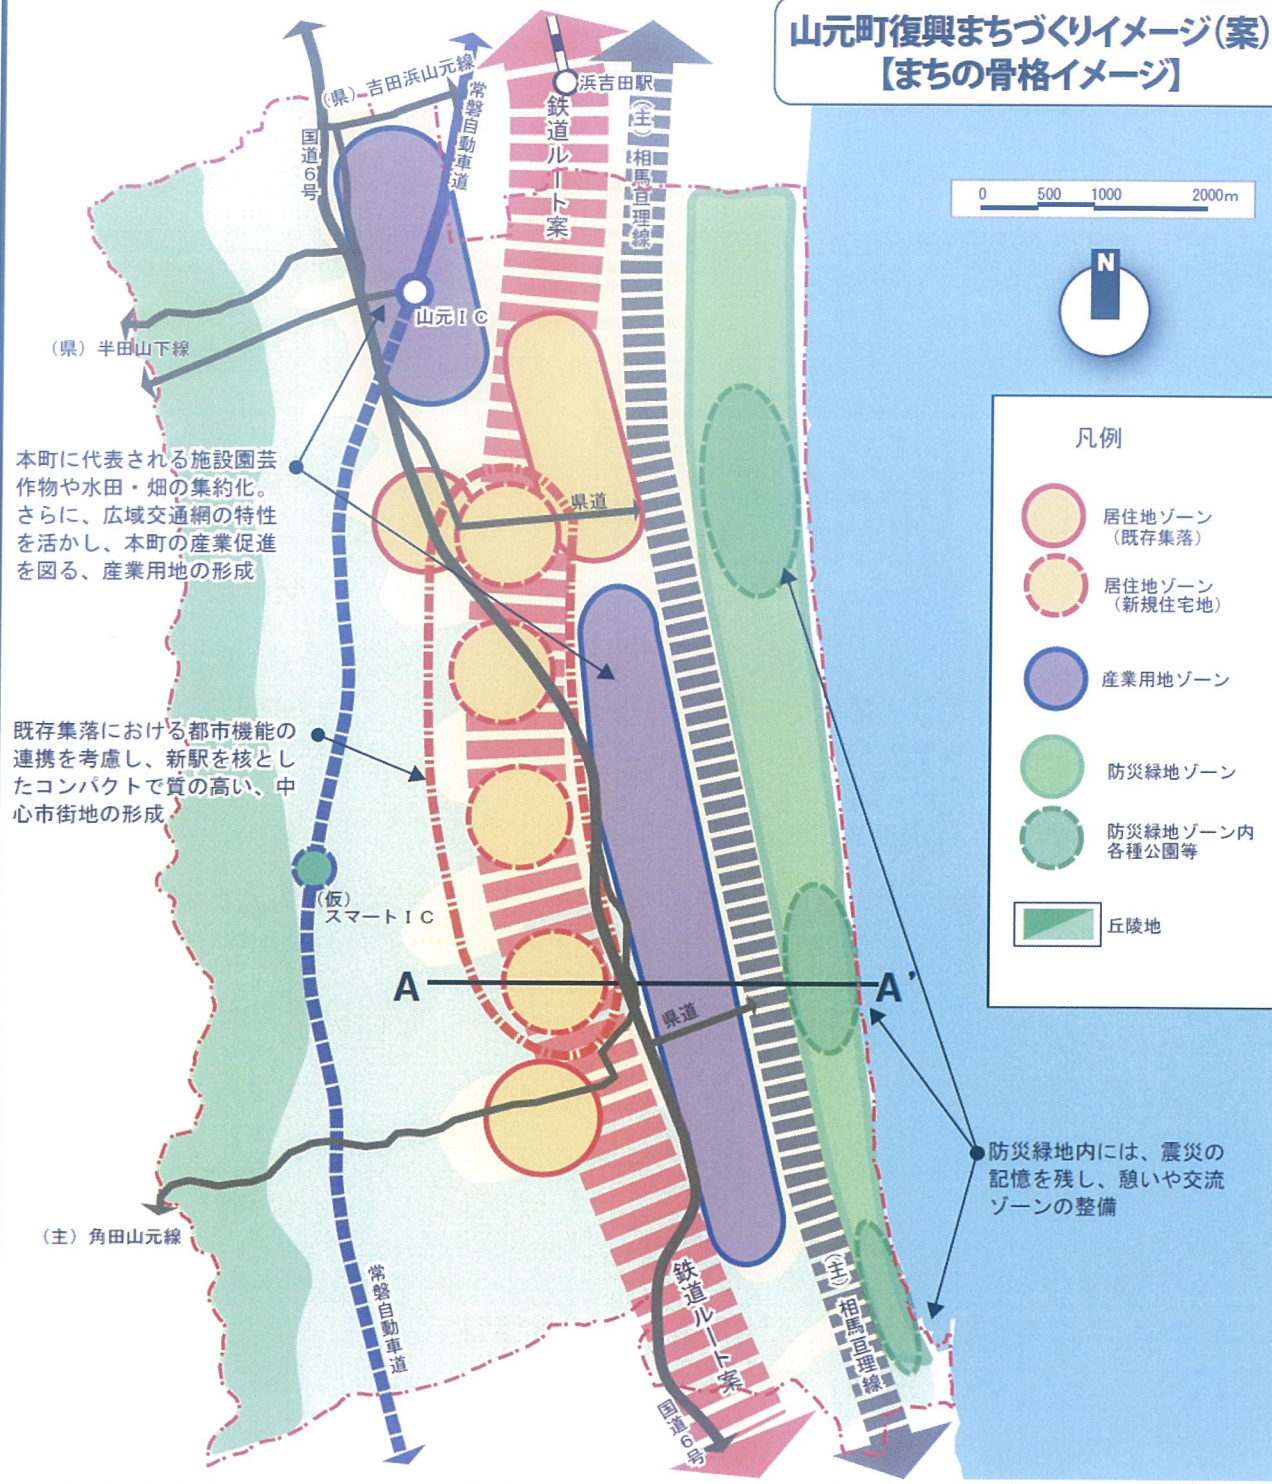 山元町復興まちづくりイメージ(案)
【まちの骨格イメージ】
(県)吉田浜山元線
常磐自動車道
国道6号
浜吉田駅
鉄道ルート案
(主)相馬亘理線
0 500 1000 2000m
N
山元IC
(県)半田山下線
本町に代表される施設園芸
作物や水田・畑の集約化。
さらに、広域交通網の特性
を活かし、本町の産業促進
を図る、産業用地の形成
県道
凡例
居住地ゾーン
(既存集落)
居住地ゾーン
(新規住宅地)
産業用地ゾーン
防災緑地ゾーン
防災緑地ゾーン内
各種公園等
丘陵地
既存集落における都市機能の
連携を考慮し、新駅を核とし
たコンパクトで質の高い、中
心市街地の形成
(仮)
スマートIC
A
A’
県道
防災緑地内には、震災の
記憶を残し、憩いや交流
ゾーンの整備
(主)角田山元線
常磐自動車道
鉄道ルート案
国道6号
(主)相馬亘理線